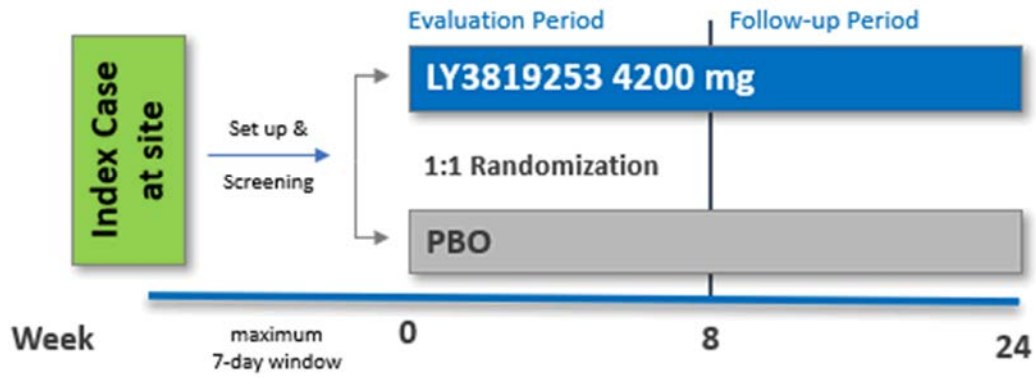 Evaluation Period
Follow-up Period
Index Case
at site
Set up &
Screening
LY3819253 4200 mg
1:1 Randomization
PBO
Week
maximum
7-day window
0
8
24